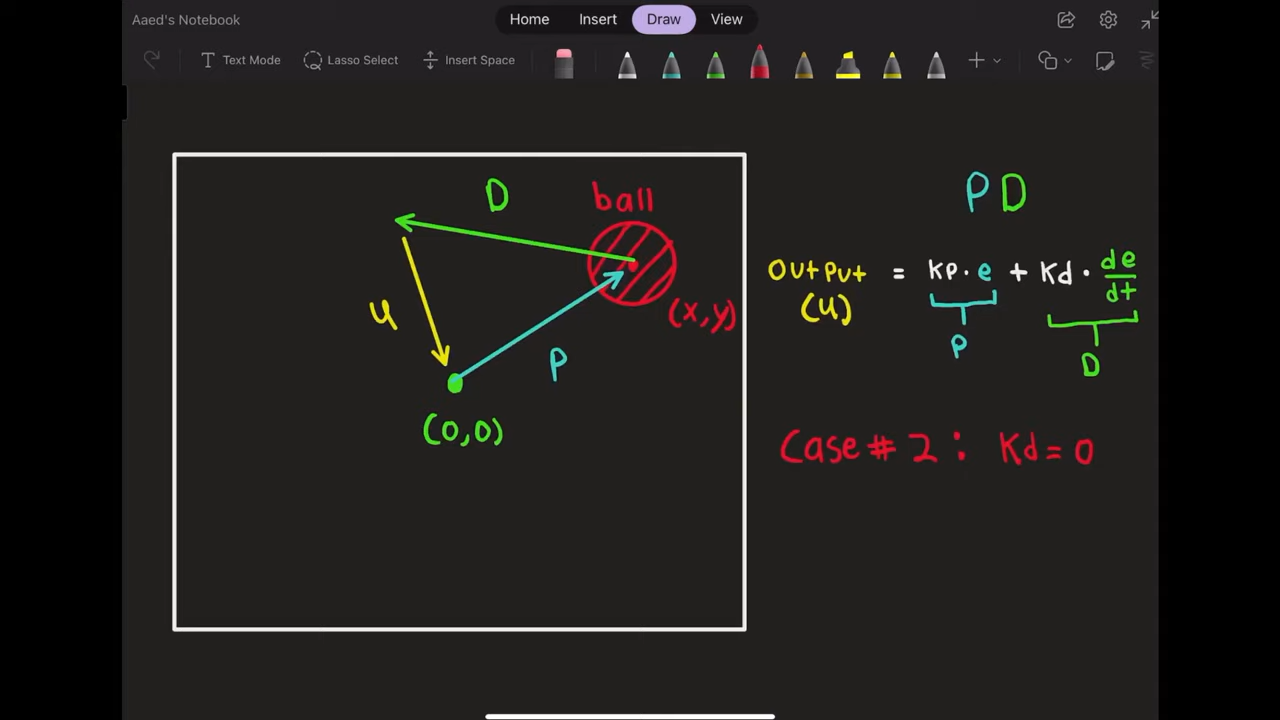 Aaed's Notebook
Home Insert Draw View
Text Mode Lasso Select Insert Space
D
ball
u
(x,y)
P
(0,0)
PD
Output = Kp · e + Kd · de/dt
(u)
P
D
Case # 2 : Kd = 0